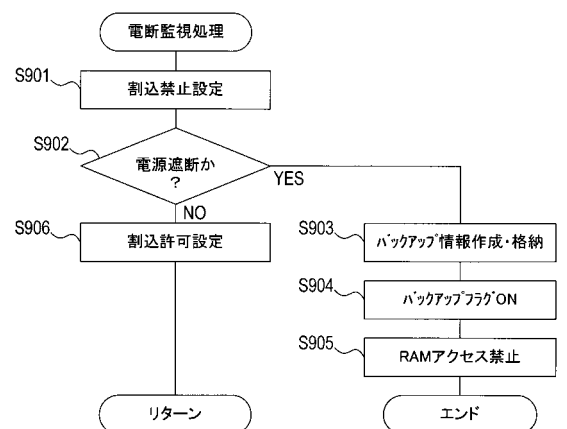 電断監視処理
S901
割込禁止設定
S902
電源遮断か
?
YES
NO
S906
割込許可設定
S903
バックアップ情報作成・格納
S904
バックアップフラグON
S905
RAMアクセス禁止
リターン
エンド